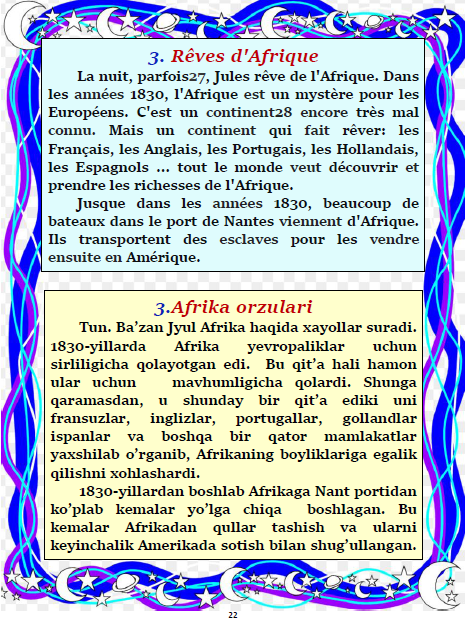 3. Rêves d'Afrique
La nuit, parfois27, Jules rêve de l'Afrique. Dans
les années 1830, l'Afrique est un mystère pour les
Européens. C'est un continent28 encore très mal
connu. Mais un continent qui fait rêver: les
Français, les Anglais, les Portugais, les Hollandais,
les Espagnols ... tout le monde veut découvrir et
prendre les richesses de l'Afrique.
Jusque dans les années 1830, beaucoup de
bateaux dans le port de Nantes viennent d'Afrique.
Ils transportent des esclaves pour les vendre
ensuite en Amérique.
3.Afrika orzulari
Tun. Ba’zan Jyul Afrika haqida xayollar suradi.
1830-yillarda Afrika yevropaliklar uchun
sirliligicha qolayotgan edi. Bu qit’a hali hamon
ular uchun mavhumligicha qolardi. Shunga
qaramasdan, u shunday bir qit’a ediki uni
fransuzlar, inglizlar, portugallar, gollandlar
ispanlar va boshqa bir qator mamlakatlar
yaxshilab o’rganib, Afrikaning boyliklariga egalik
qilishni xohlashardi.
1830-yillardan boshlab Afrikaga Nant portidan
ko’plab kemalar yo’lga chiqa boshlagan. Bu
kemalar Afrikadan qullar tashish va ularni
keyinchalik Amerikada sotish bilan shug’ullangan.
22